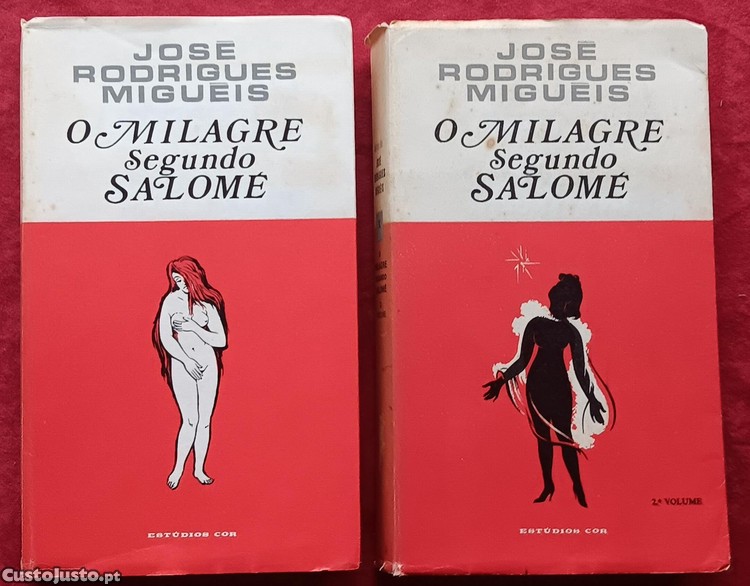 JOSÉ
RODRIGUES
MIGUÉIS
O MILAGRE
Segundo
SALOMÉ
ESTÚDIOS COR
JOSÉ
RODRIGUES
MIGUÉIS
O MILAGRE
Segundo
SALOMÉ
2.º VOLUME
ESTÚDIOS COR
CustoJusto.pt